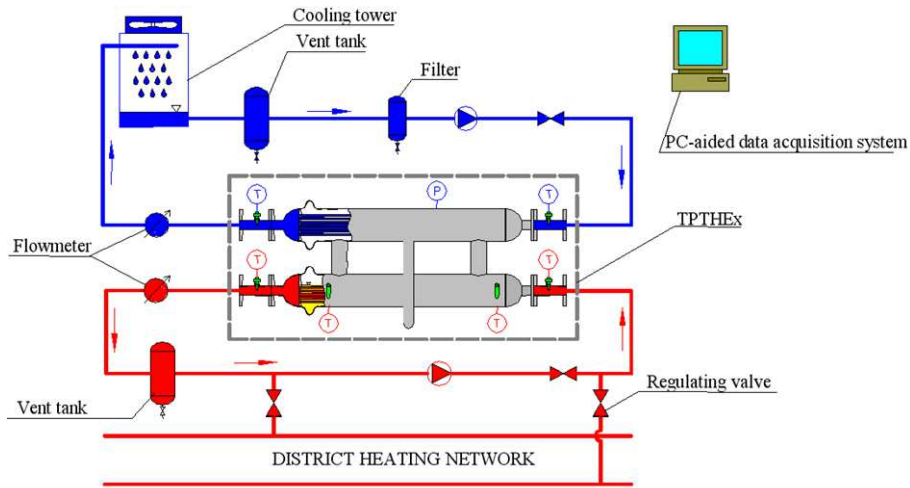 Cooling tower
Vent tank
Filter
PC-aided data acquisition system
T
P
T
TPTHEx
Flowmeter
T
T
T
T
Regulating valve
Vent tank
DISTRICT HEATING NETWORK